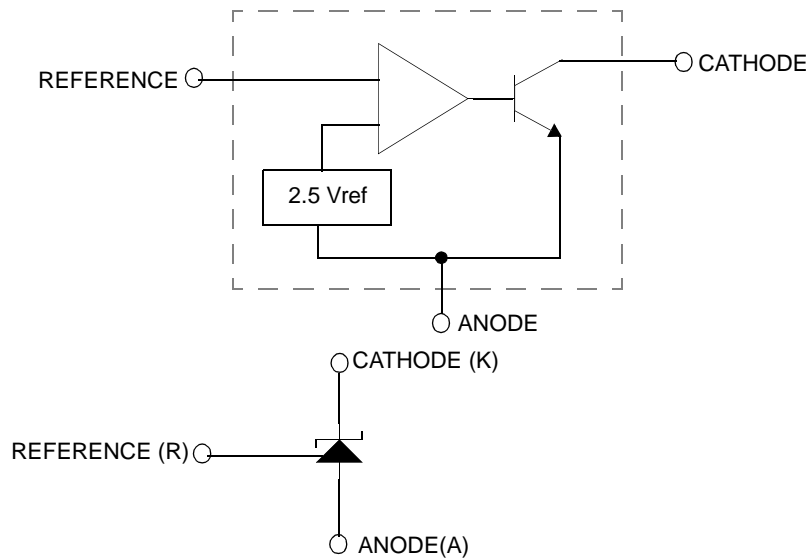 REFERENCE
CATHODE
2.5 Vref
ANODE
CATHODE (K)
REFERENCE (R)
ANODE(A)